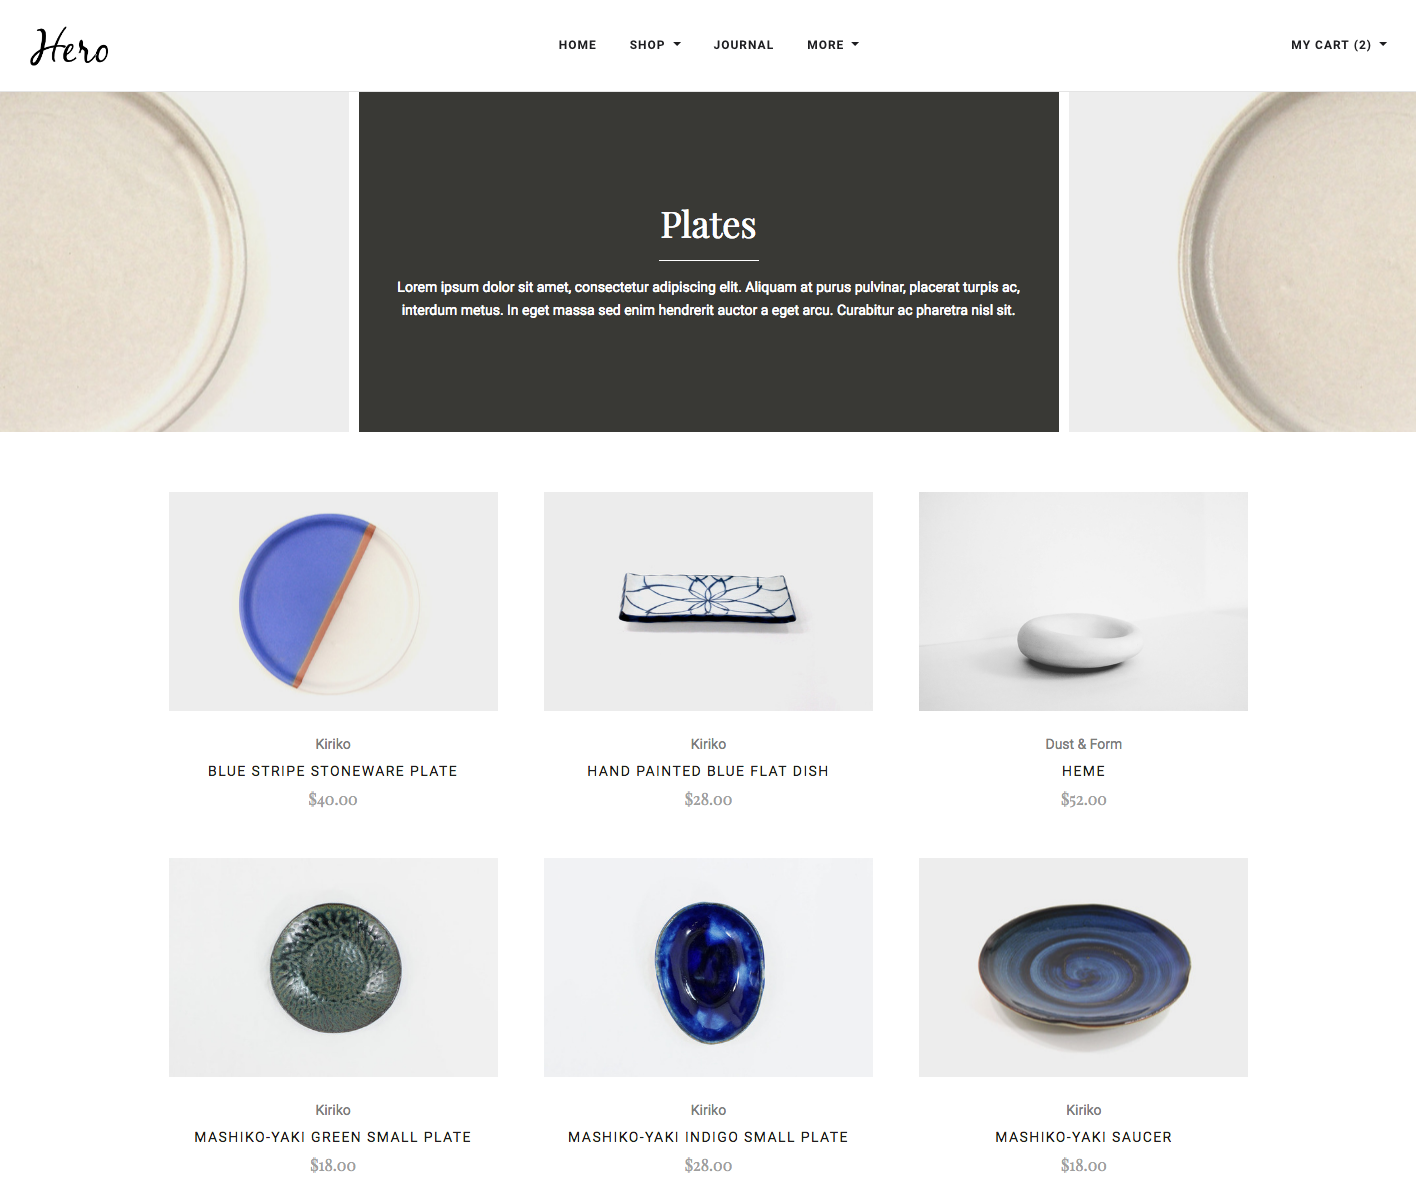 Hero
HOME SHOP JOURNAL MORE MY CART (2)
Plates
Lorem ipsum dolor sit amet, consectetur adipiscing elit. Aliquam at purus pulvinar, placerat turpis ac,
interdum metus. In eget massa sed enim hendrerit auctor a eget arcu. Curabitur ac pharetra nisl sit.
Kiriko
BLUE STRIPE STONEWARE PLATE
$40.00
Kiriko
HAND PAINTED BLUE FLAT DISH
$28.00
Dust & Form
HEME
$52.00
Kiriko
MASHIKO-YAKI GREEN SMALL PLATE
$18.00
Kiriko
MASHIKO-YAKI INDIGO SMALL PLATE
$28.00
Kiriko
MASHIKO-YAKI SAUCER
$18.00